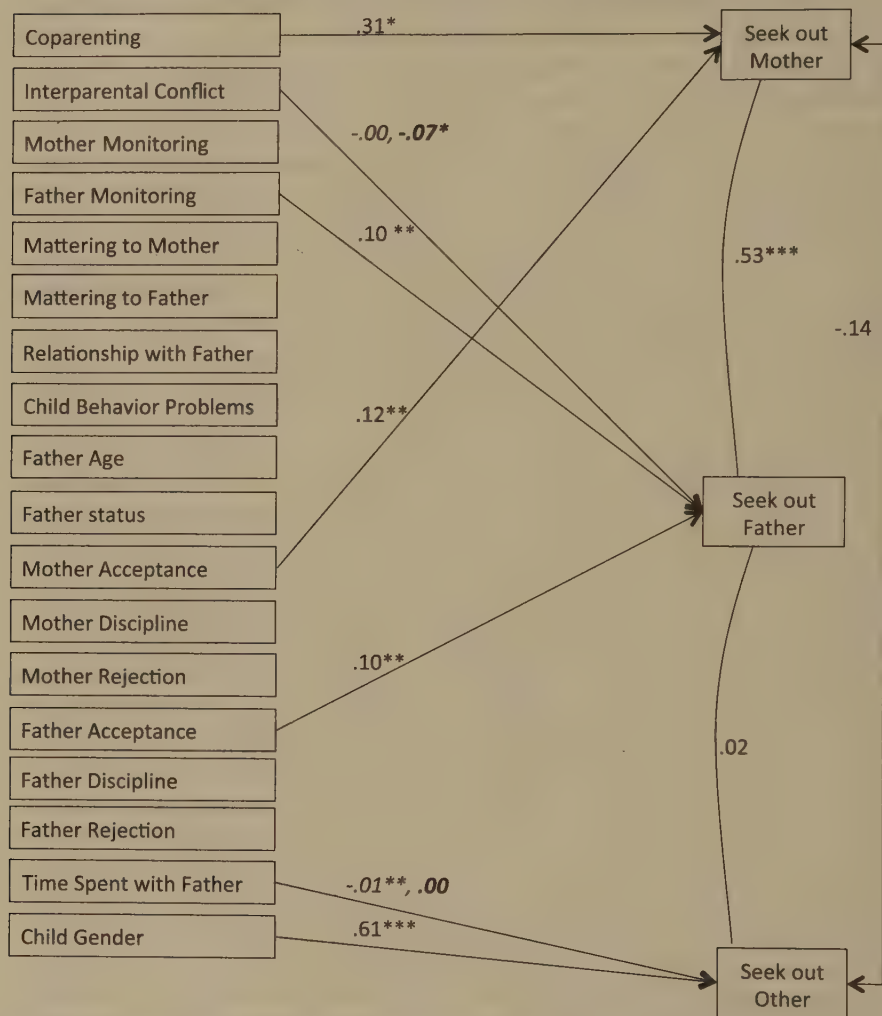 Coparenting
.31*
Seek out
Mother
Interparental Conflict
-.00, -.07*
Mother Monitoring
Father Monitoring
.10 **
Mattering to Mother
.53***
Mattering to Father
-.14
Relationship with Father
Child Behavior Problems
.12**
Father Age
Father status
Seek out
Father
Mother Acceptance
Mother Discipline
Mother Rejection
.10**
Father Acceptance
.02
Father Discipline
Father Rejection
Time Spent with Father
-.01**, .00
Child Gender
.61***
Seek out
Other